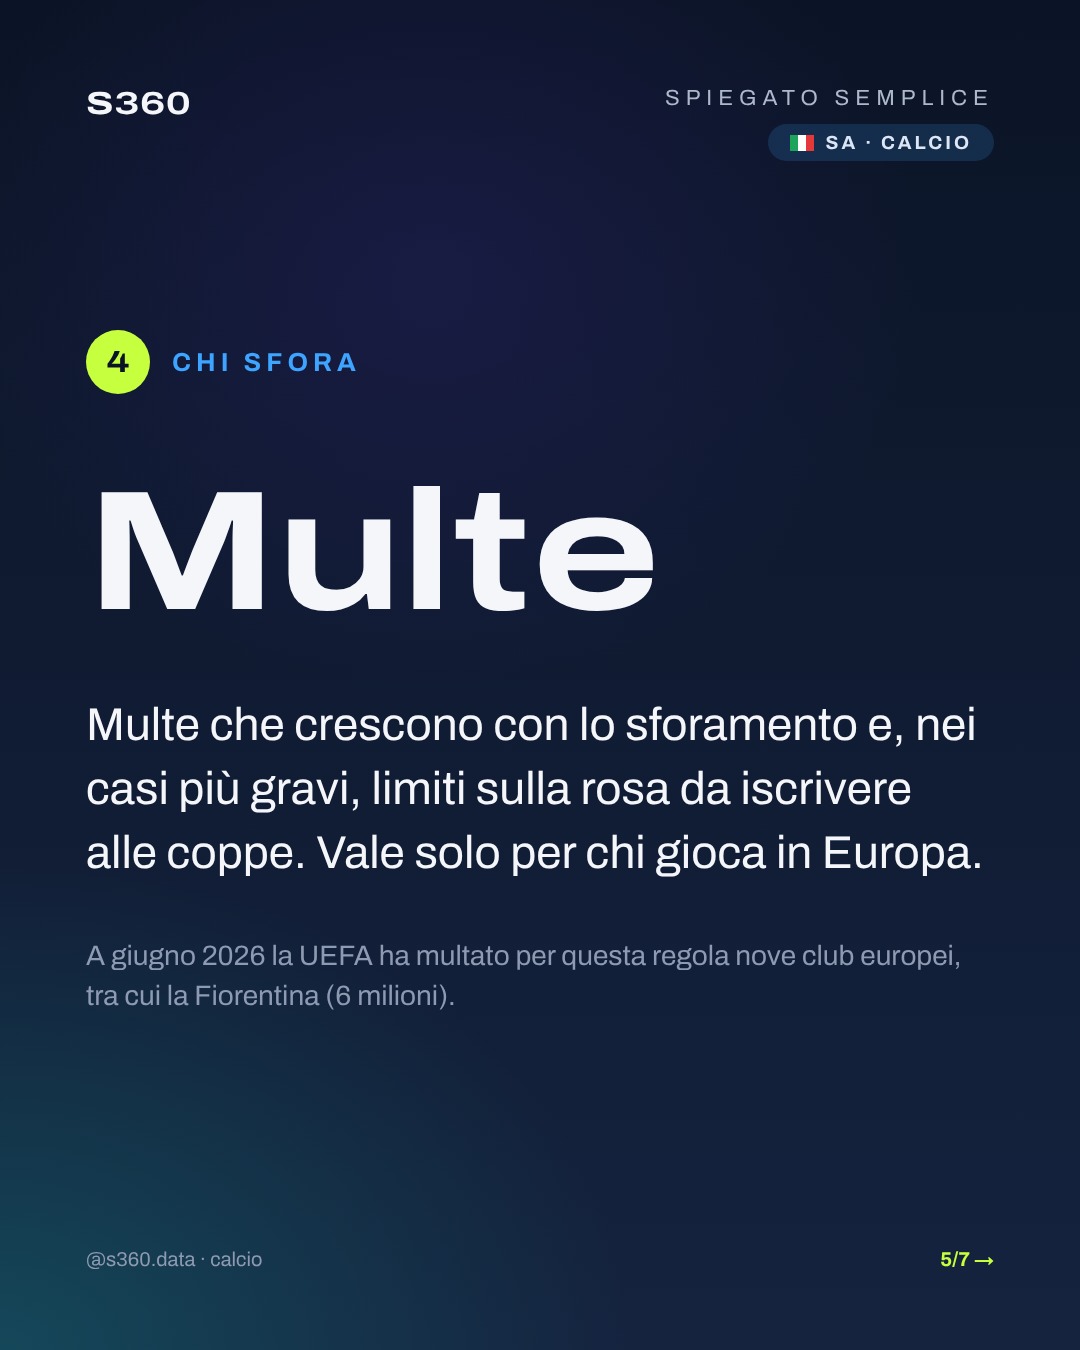 S360
SPIEGATO SEMPLICE
SA · CALCIO
4 CHI SFORA
Multe
Multe che crescono con lo sforamento e, nei
casi più gravi, limiti sulla rosa da iscrivere
alle coppe. Vale solo per chi gioca in Europa.
A giugno 2026 la UEFA ha multato per questa regola nove club europei,
tra cui la Fiorentina (6 milioni).
@s360.data · calcio
5/7 →